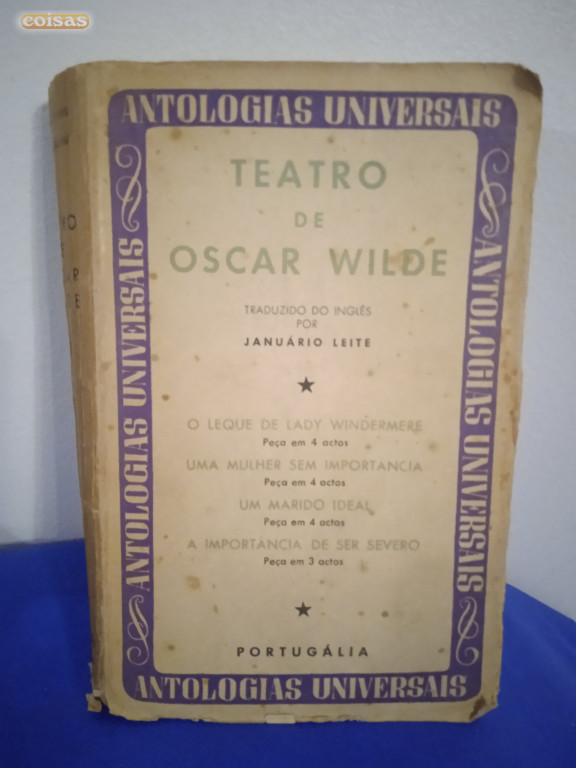 coisas
ANTOLOGIAS UNIVERSAIS
TEATRO
DE
OSCAR WILDE
TRADUZIDO DO INGLÊS
POR
JANUÁRIO LEITE
O LEQUE DE LADY WINDERMERE
Peça em 4 actos
UMA MULHER SEM IMPORTANCIA
Peça em 4 actos
UM MARIDO IDEAL
Peça em 4 actos
A IMPORTANCIA DE SER SEVERO
Peça em 3 actos
PORTUGÁLIA
ANTOLOGIAS UNIVERSAIS
ANTOLOGIAS UNIVERSAIS
ANTOLOGIAS UNIVERSAIS